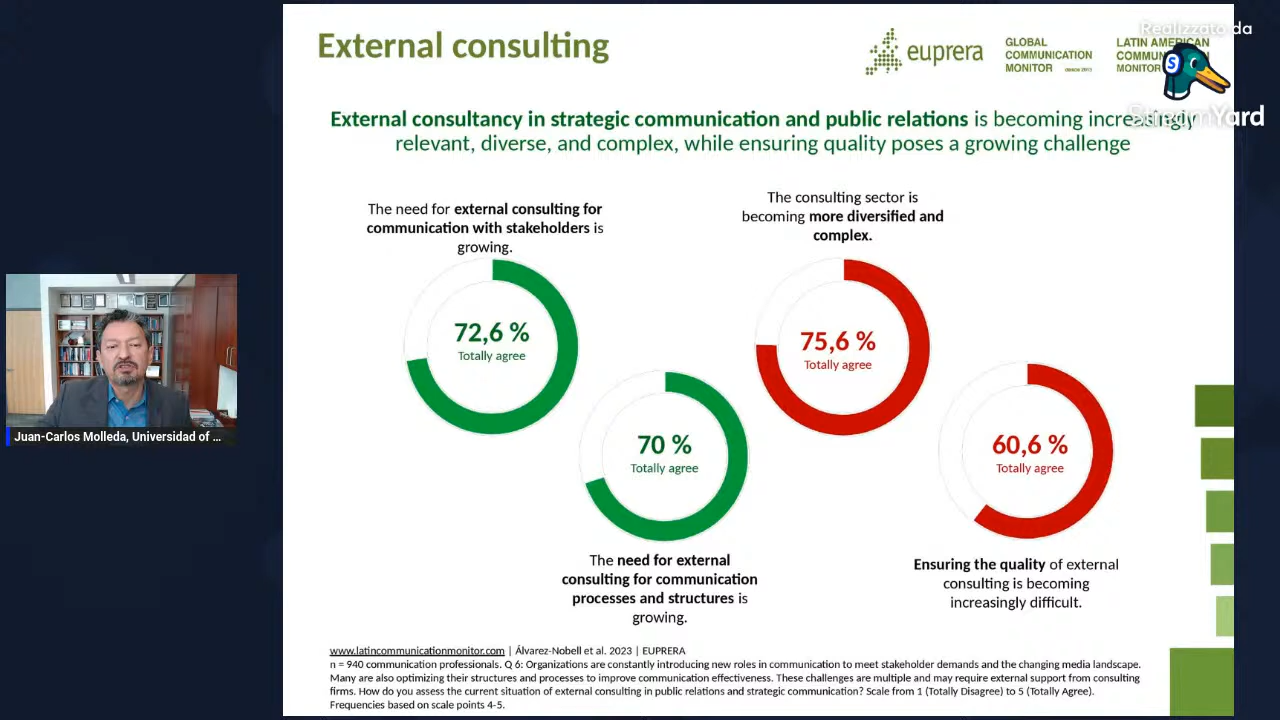 External consulting
euprera
GLOBAL
COMMUNICATION
MONITOR
LATIN AMERICAN
MONITOR
Realizzato da
S
StreamYard
External consultancy in strategic communication and public relations is becoming increasingly
relevant, diverse, and complex, while ensuring quality poses a growing challenge
The need for external consulting for
communication with stakeholders is
growing.
72,6 %
Totally agree
The consulting sector is
becoming more diversified and
complex.
75,6 %
Totally agree
70 %
Totally agree
The need for external
consulting for communication
processes and structures is
growing.
60,6 %
Totally agree
Ensuring the quality of external
consulting is becoming
increasingly difficult.
Juan-Carlos Molleda, Universidad of ...
www.latincommunicationmonitor.com | Álvarez-Nobell et al. 2023 | EUPRERA
n = 940 communication professionals. Q 6: Organizations are constantly introducing new roles in communication to meet stakeholder demands and the changing media landscape.
Many are also optimizing their structures and processes to improve communication effectiveness. These challenges are multiple and may require external support from consulting
firms. How do you assess the current situation of external consulting in public relations and strategic communication? Scale from 1 (Totally Disagree) to 5 (Totally Agree).
Frequencies based on scale points 4-5.